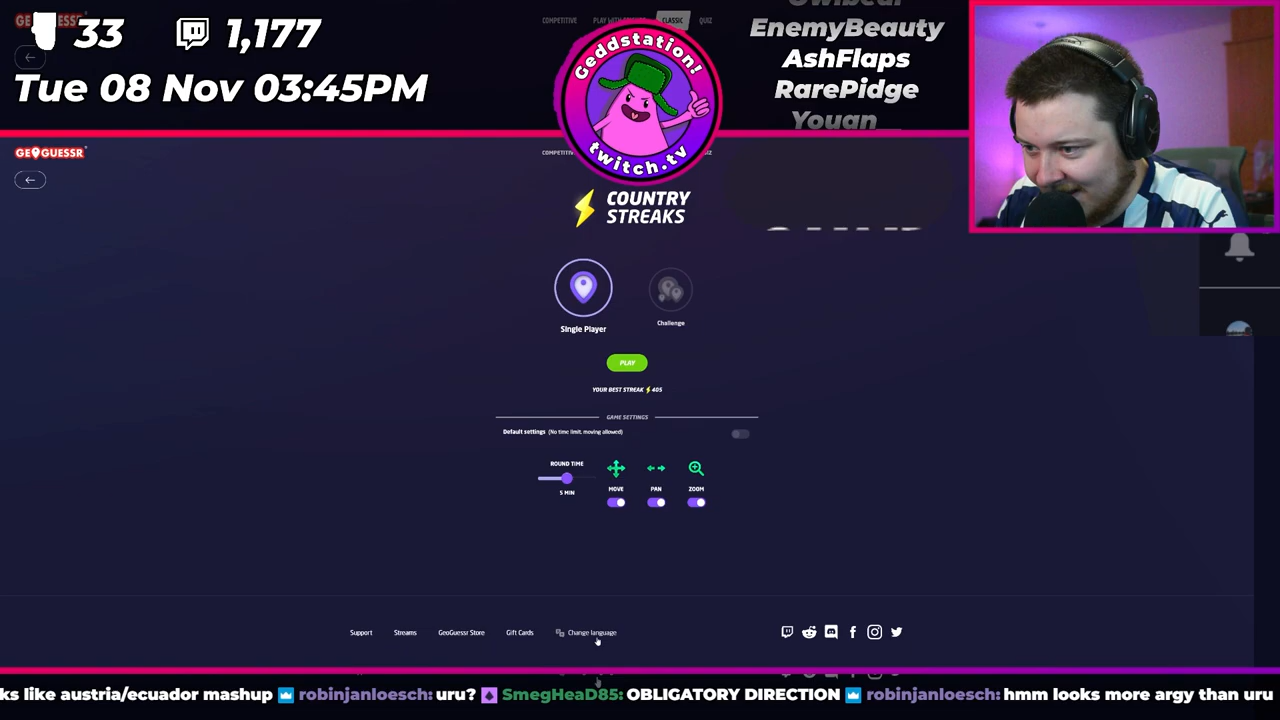 33 1,177
Tue 08 Nov 03:45PM
COMPETITIVE CLASSIC QUIZ
Geddstation!
twitch.tv
EnemyBeauty
AshFlaps
RarePidge
Youan
GEOGUESSR
COUNTRY
STREAKS
Single Player
Challenge
PLAY
YOUR BEST STREAK 405
GAME SETTINGS
Default settings (No time limit, moving allowed)
ROUND TIME
5 MIN
MOVE PAN ZOOM
Support Streams GeoGuessr Store Gift Cards Change language
ks like austria/ecuador mashup robinjanloesch: uru? SmegHeaD85: OBLIGATORY DIRECTION robinjanloesch: hmm looks more argy than uru